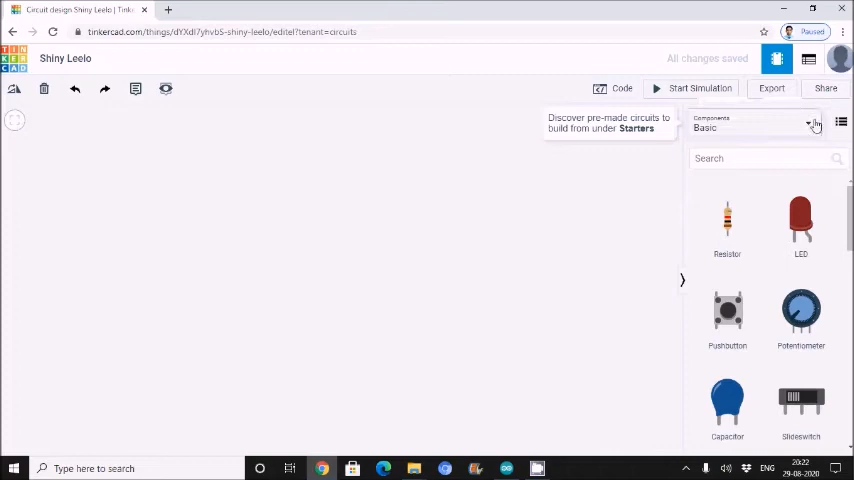 Circuit design Shiny Leelo | Tink
tinkercad.com/things/dYXdl7yhvbS-shiny-leelo/editel?tenant=circuits
Paused
TIN
KER
CAD
Shiny Leelo
All changes saved
Code
Start Simulation
Export
Share
Discover pre-made circuits to
build from under Starters
Components
Basic
Search
Resistor
LED
Pushbutton
Potentiometer
Capacitor
Slideswitch
Type here to search
ENG
20:22
29-08-2020